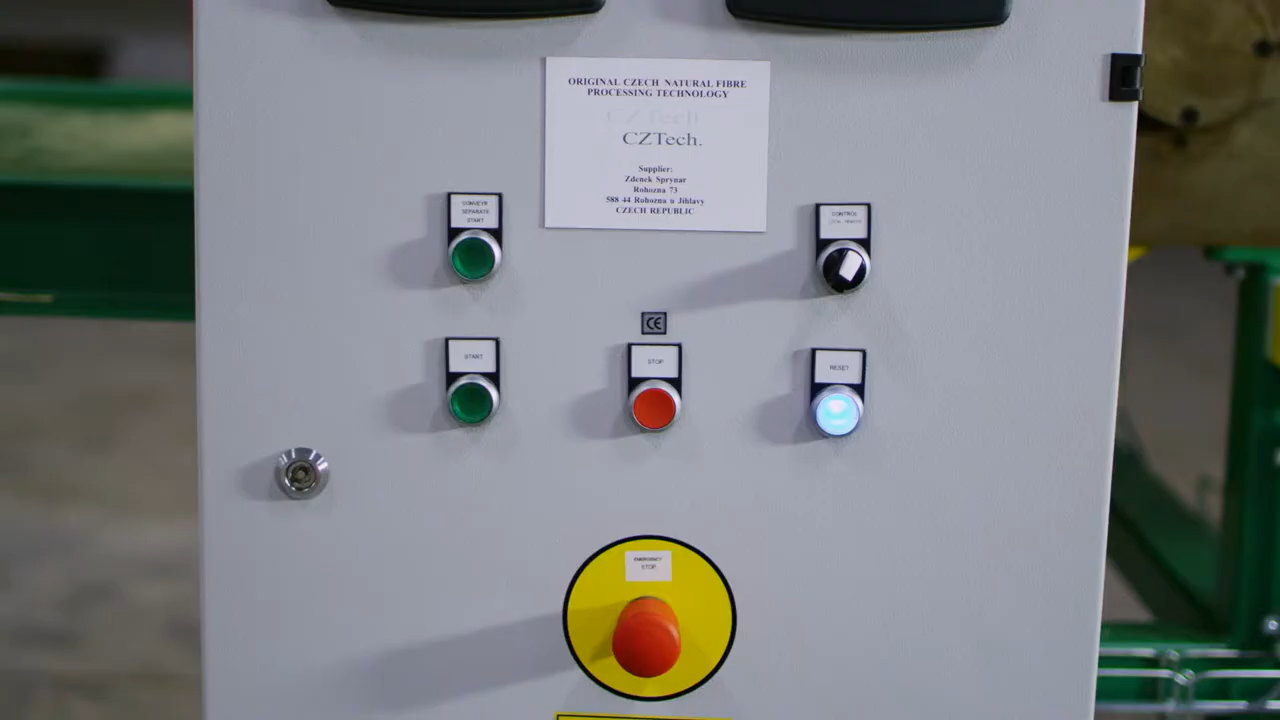 ORIGINAL CZECH NATURAL FIBRE
PROCESSING TECHNOLOGY
CZTech
CZTech.
Supplier:
Zdenek Sprynar
Rohozna 73
588 44 Rohozna u Jihlavy
CZECH REPUBLIC
CONVEYR
SEPARATE
START
CONTROL
CE
START
STOP
RESET
EMERGENCY
STOP